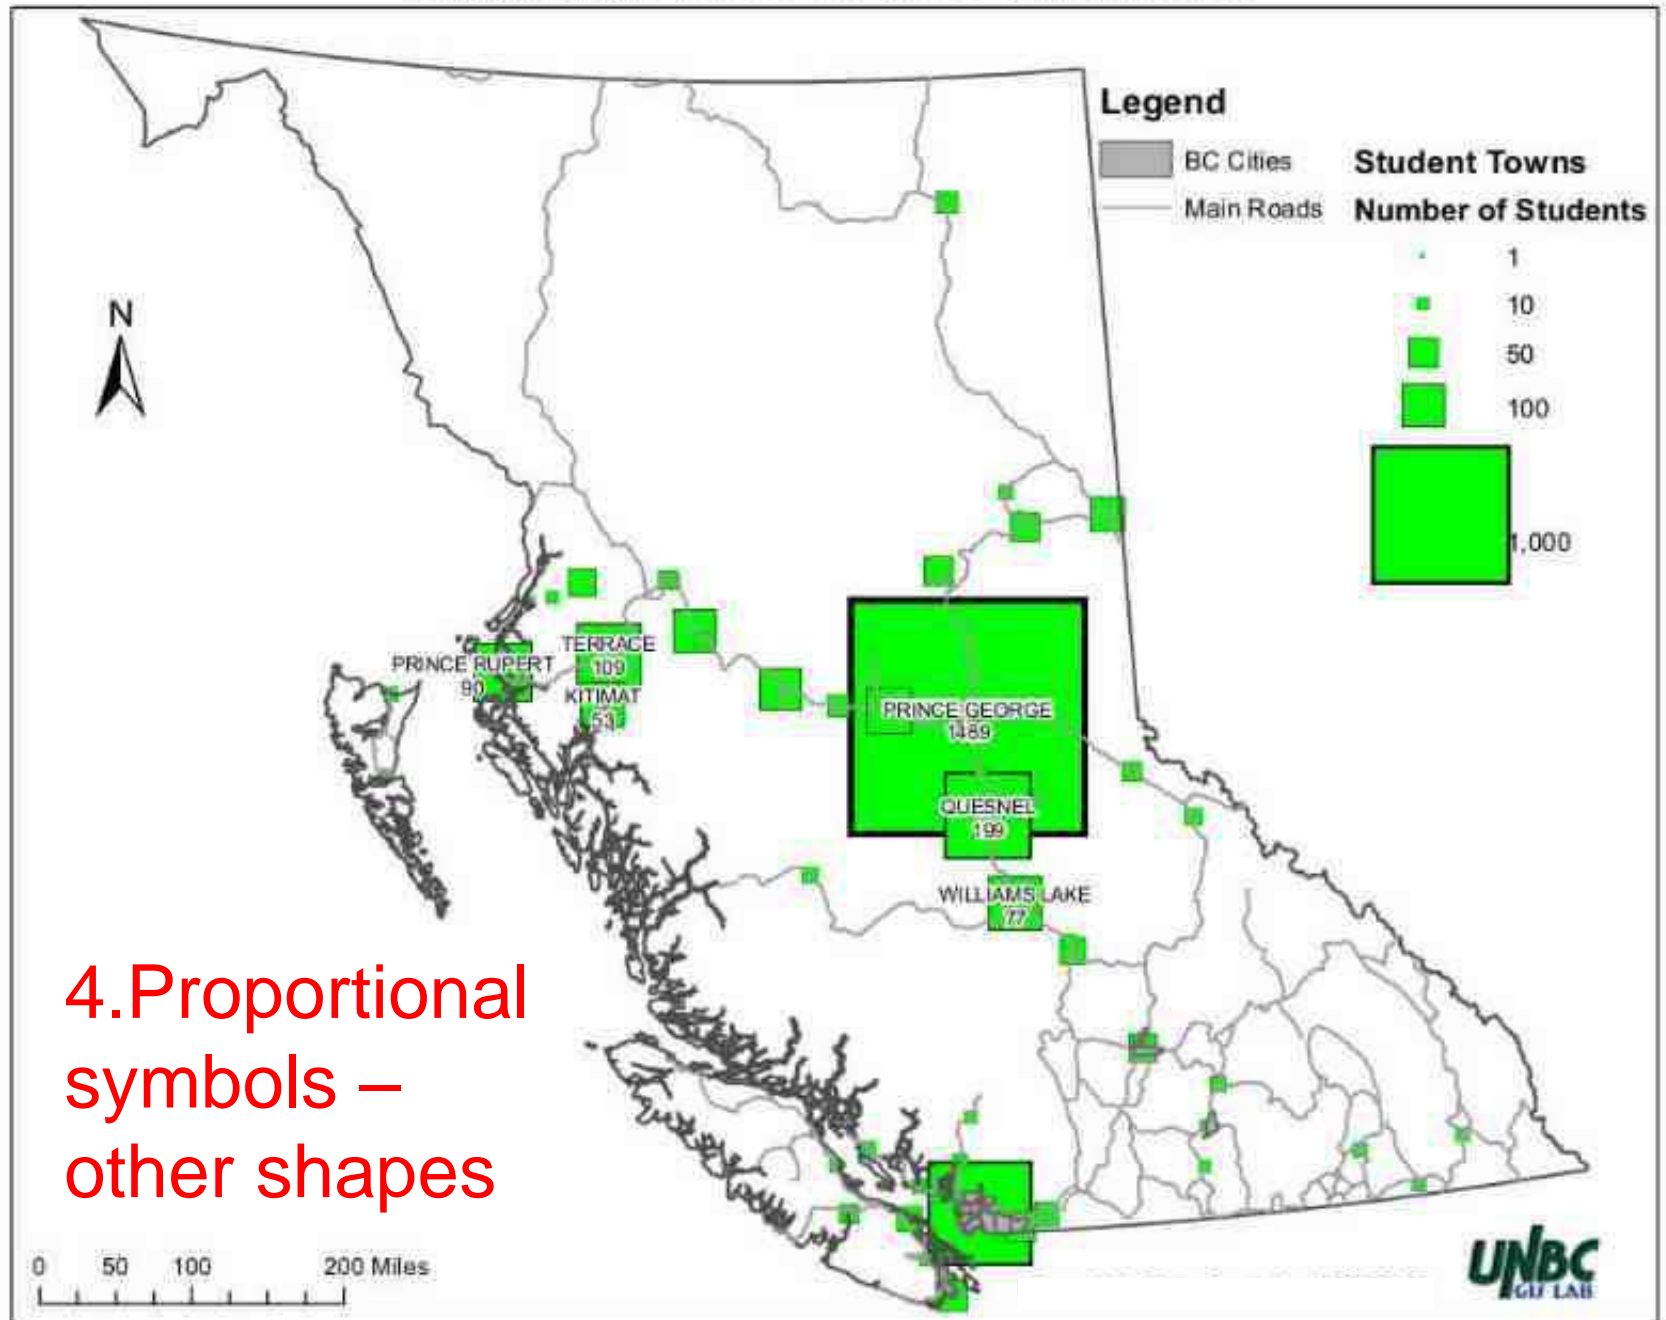 Legend
BC Cities
Main Roads
Student Towns
Number of Students
1
10
50
100
1,000
N
TERRACE
109
PRINCE RUPERT
90
KITIMAT
53
PRINCE GEORGE
1489
QUESNEL
199
WILLIAMS LAKE
77
4.Proportional
symbols –
other shapes
0 50 100 200 Miles
UNBC
GIS LAB